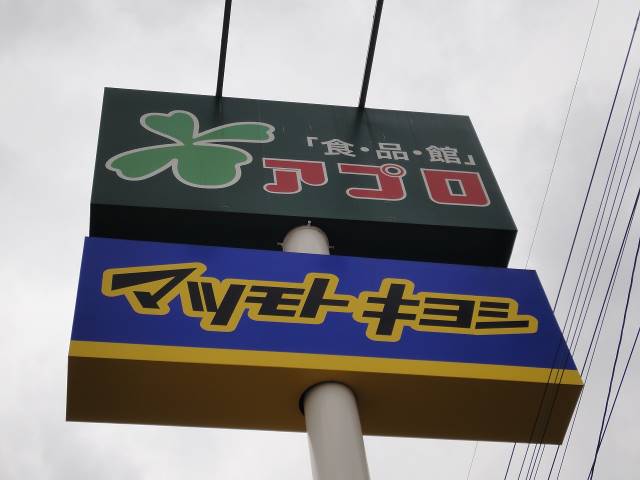 「食・品・館」
アプロ
マツモトキヨシ